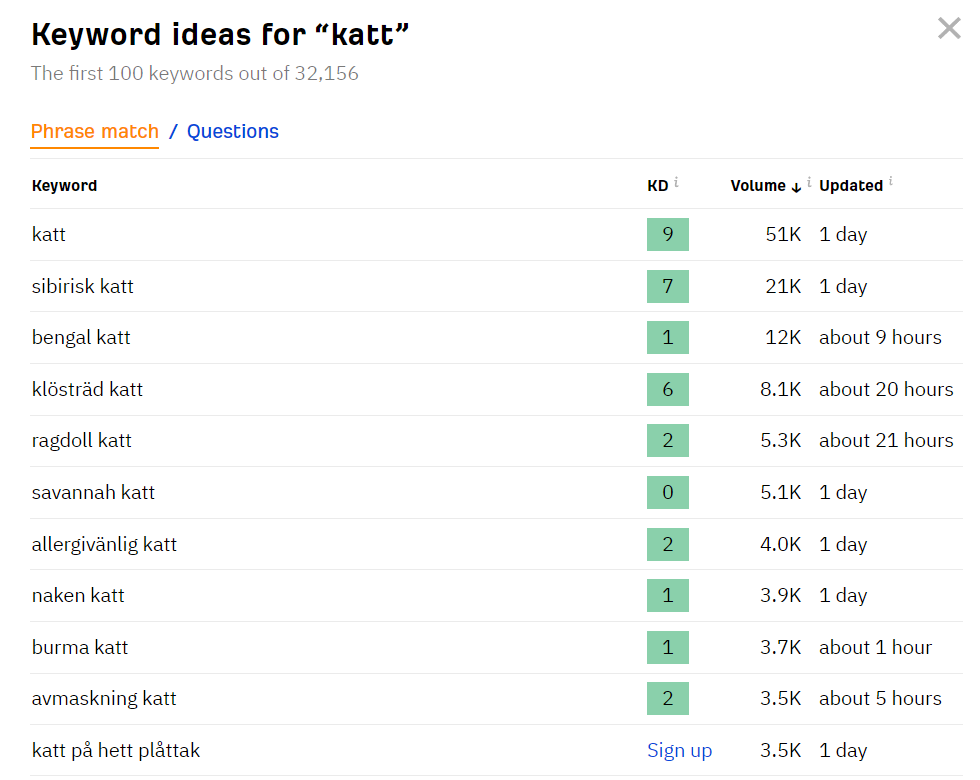 Keyword ideas for “katt”
The first 100 keywords out of 32,156
Phrase match / Questions
Keyword KD i Volume ↓ i Updated i
katt 9 51K 1 day
sibirisk katt 7 21K 1 day
bengal katt 1 12K about 9 hours
klösträd katt 6 8.1K about 20 hours
ragdoll katt 2 5.3K about 21 hours
savannah katt 0 5.1K 1 day
allergivänlig katt 2 4.0K 1 day
naken katt 1 3.9K 1 day
burma katt 1 3.7K about 1 hour
avmaskning katt 2 3.5K about 5 hours
katt på hett plåttak Sign up 3.5K 1 day